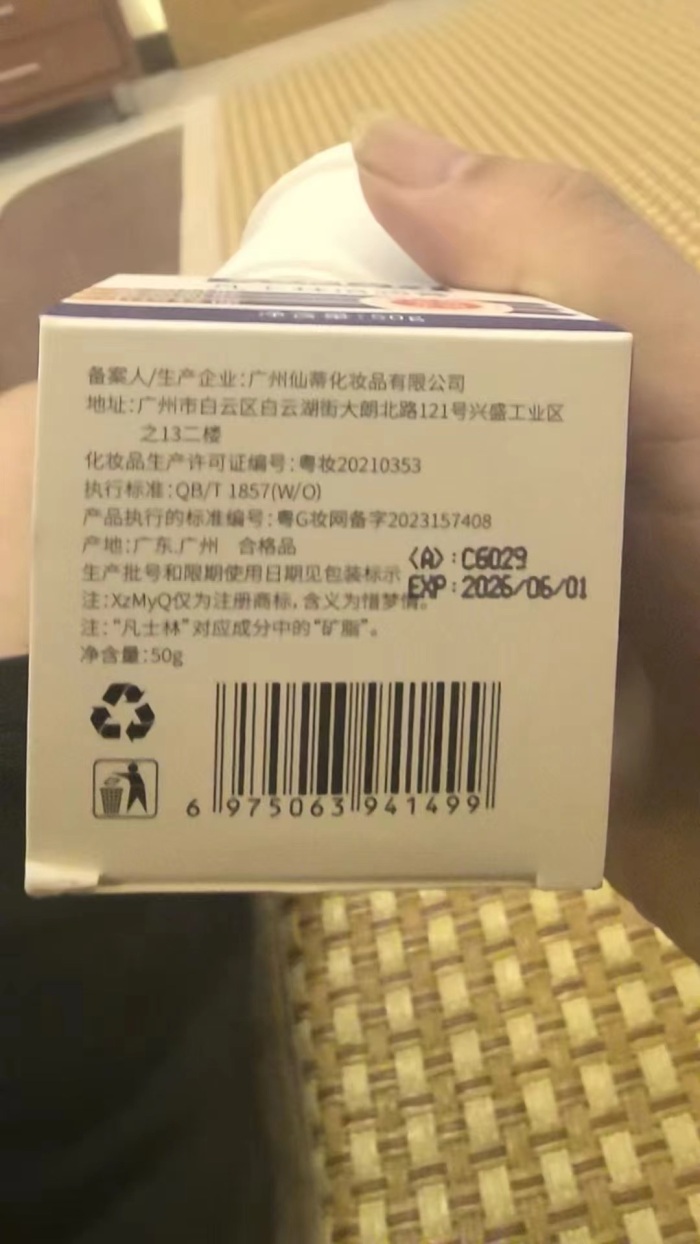 净含量:50g
备案人/生产企业:广州仙蒂化妆品有限公司
地址:广州市白云区白云湖街大朗北路121号兴盛工业区
之13二楼
化妆品生产许可证编号:粤妆20210353
执行标准:QB/T 1857(W/O)
产品执行的标准编号:粤G妆网备字2023157408
产地:广东.广州 合格品
生产批号和限期使用日期见包装标示
(A):C6029
EXP:2026/06/01
注:XzMyQ仅为注册商标,含义为惜梦情。
注:“凡士林”对应成分中的“矿脂”。
净含量:50g
6 975063 941499